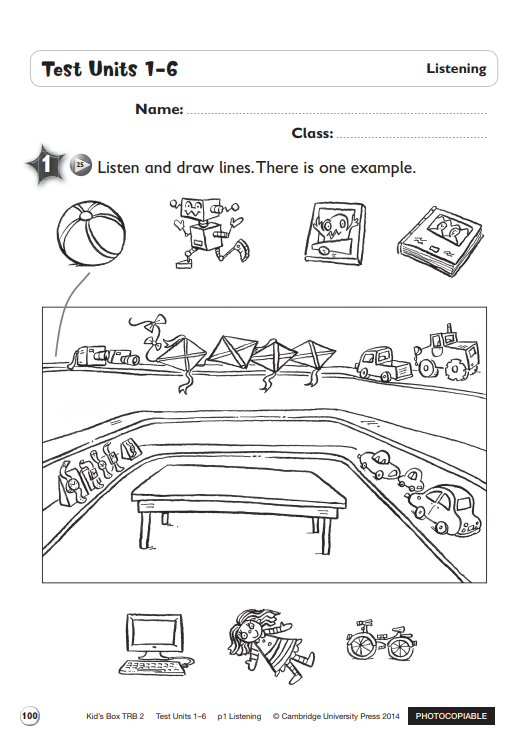 Test Units 1–6
Listening
Name:
Class:
1 25 Listen and draw lines. There is one example.
100 Kid's Box TRB 2 Test Units 1–6 p1 Listening © Cambridge University Press 2014 PHOTOCOPIABLE